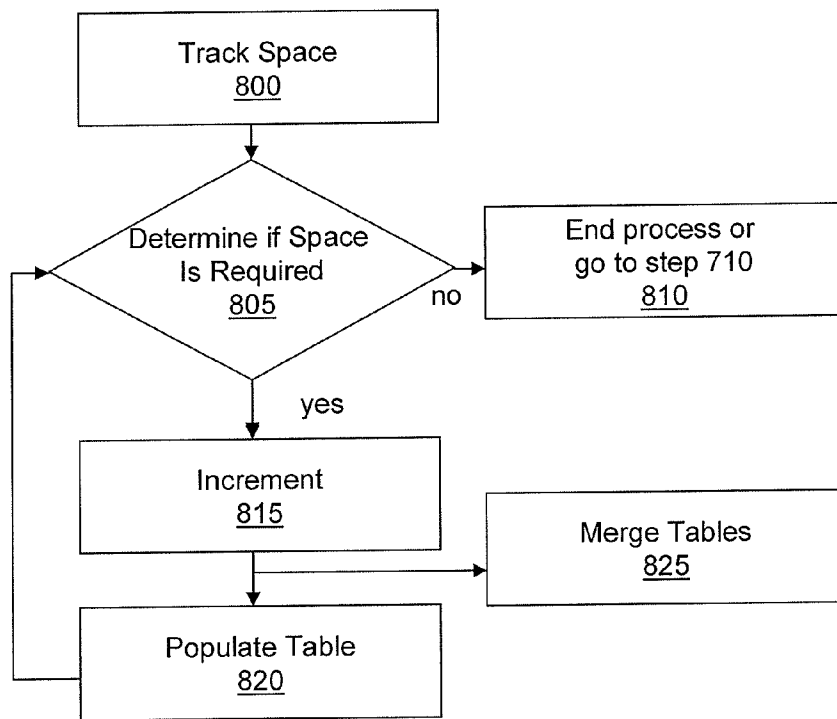 Track Space
800
Determine if Space
Is Required
805
no
End process or
go to step 710
810
yes
Increment
815
Merge Tables
825
Populate Table
820